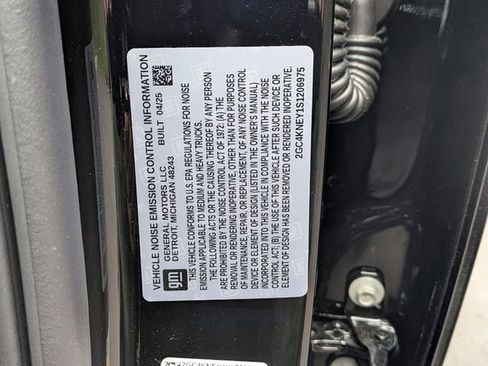 VEHICLE NOISE EMISSION CONTROL INFORMATION
GENERAL MOTORS LLC
DETROIT, MICHIGAN 48243
BUILT 04/25
gm
THIS VEHICLE CONFORMS TO U.S. EPA REGULATIONS FOR NOISE
EMISSION APPLICABLE TO MEDIUM AND HEAVY TRUCKS.
THE FOLLOWING ACTS OR THE CAUSING THEREOF BY ANY PERSON
ARE PROHIBITED BY THE NOISE CONTROL ACT OF 1972: (A) THE
REMOVAL OR RENDERING INOPERATIVE, OTHER THAN FOR PURPOSES
OF MAINTENANCE, REPAIR, OR REPLACEMENT, OF ANY NOISE CONTROL
DEVICE OR ELEMENT OF DESIGN (LISTED IN THE OWNER'S MANUAL)
INCORPORATED INTO THIS VEHICLE IN COMPLIANCE WITH THE NOISE
CONTROL ACT; (B) THE USE OF THIS VEHICLE AFTER SUCH DEVICE OR
ELEMENT OF DESIGN HAS BEEN REMOVED OR RENDERED INOPERATIVE.
2GC4KNEY1S1206975